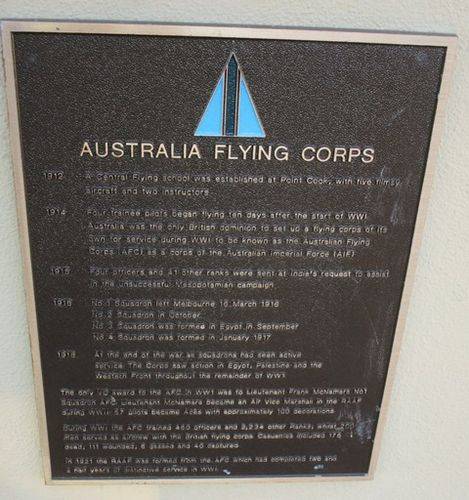 AUSTRALIA FLYING CORPS
1912 A Central Flying school was established at Point Cook, with five flimsy
aircraft and two instructors
1914 Four trainee pilots began flying ten days after the start of WW1
Australia was the only British dominion to set up a flying corps of its
own for service during WW1 to be known as the Australian Flying
Corps (AFC) as a corps of the Australian Imperial Force (AIF)
1915 Four officers and 41 other ranks were sent at India's request to assist
in the unsuccessful Mesopotamian campaign
1916 No 1 Squadron left Melbourne 16 March 1916
No 2 Squadron in October
No 3 Squadron was formed in Egypt in September
No 4 Squadron was formed in January 1917
1918 At the end of the war all squadrons had seen active
service. The Corps saw action in Egypt, Palestine and the
Western Front throughout the remainder of WW1
The only VC award to the AFC in WW1 was to Lieutenant Frank McNamara No1
Squadron AFC. Lieutenant McNamara became an Air Vice Marshal in the RAAF
during WWII. 57 pilots became Aces with approximately 100 decorations
During WW1 the AFC trained 460 officers and 2,234 other Ranks, whilst 200
men served as aircrew with the British flying corps Casualties included 175
dead, 111 wounded, 6 gassed and 40 captured
In 1921 the RAAF was formed from the AFC which had completed two and
a half years of distinctive service in WW1